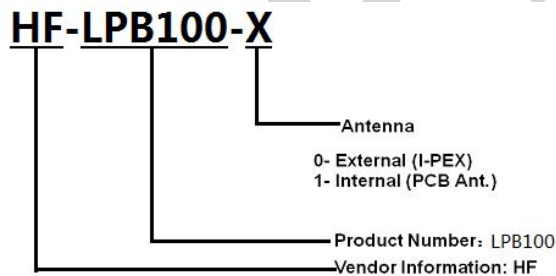 HF-LPB100-X
Antenna
0- External (I-PEX)
1- Internal (PCB Ant.)
Product Number: LPB100
Vendor Information: HF